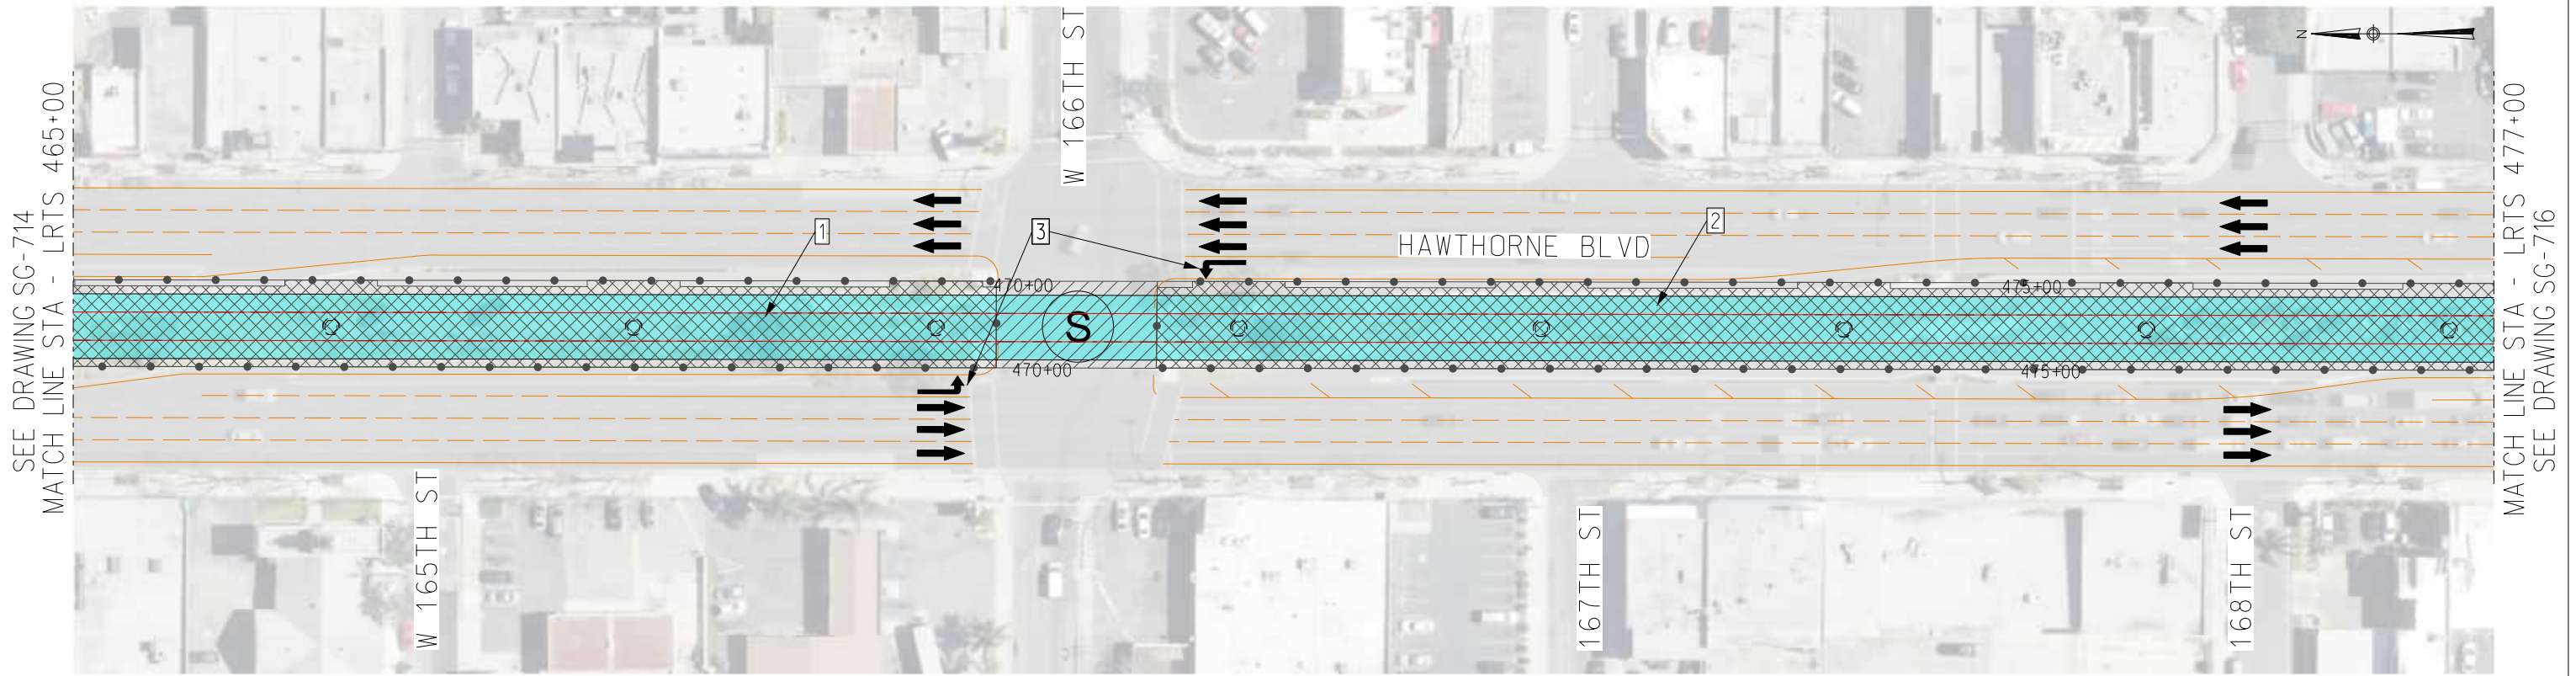 SEE DRAWING SG-714
MATCH LINE STA - LRTS 465+00
W 166TH ST
N
1
3
2
HAWTHORNE BLVD
470+00
475+00
S
470+00
475+00
W 165TH ST
167TH ST
168TH ST
MATCH LINE STA - LRTS 477+00
SEE DRAWING SG-716